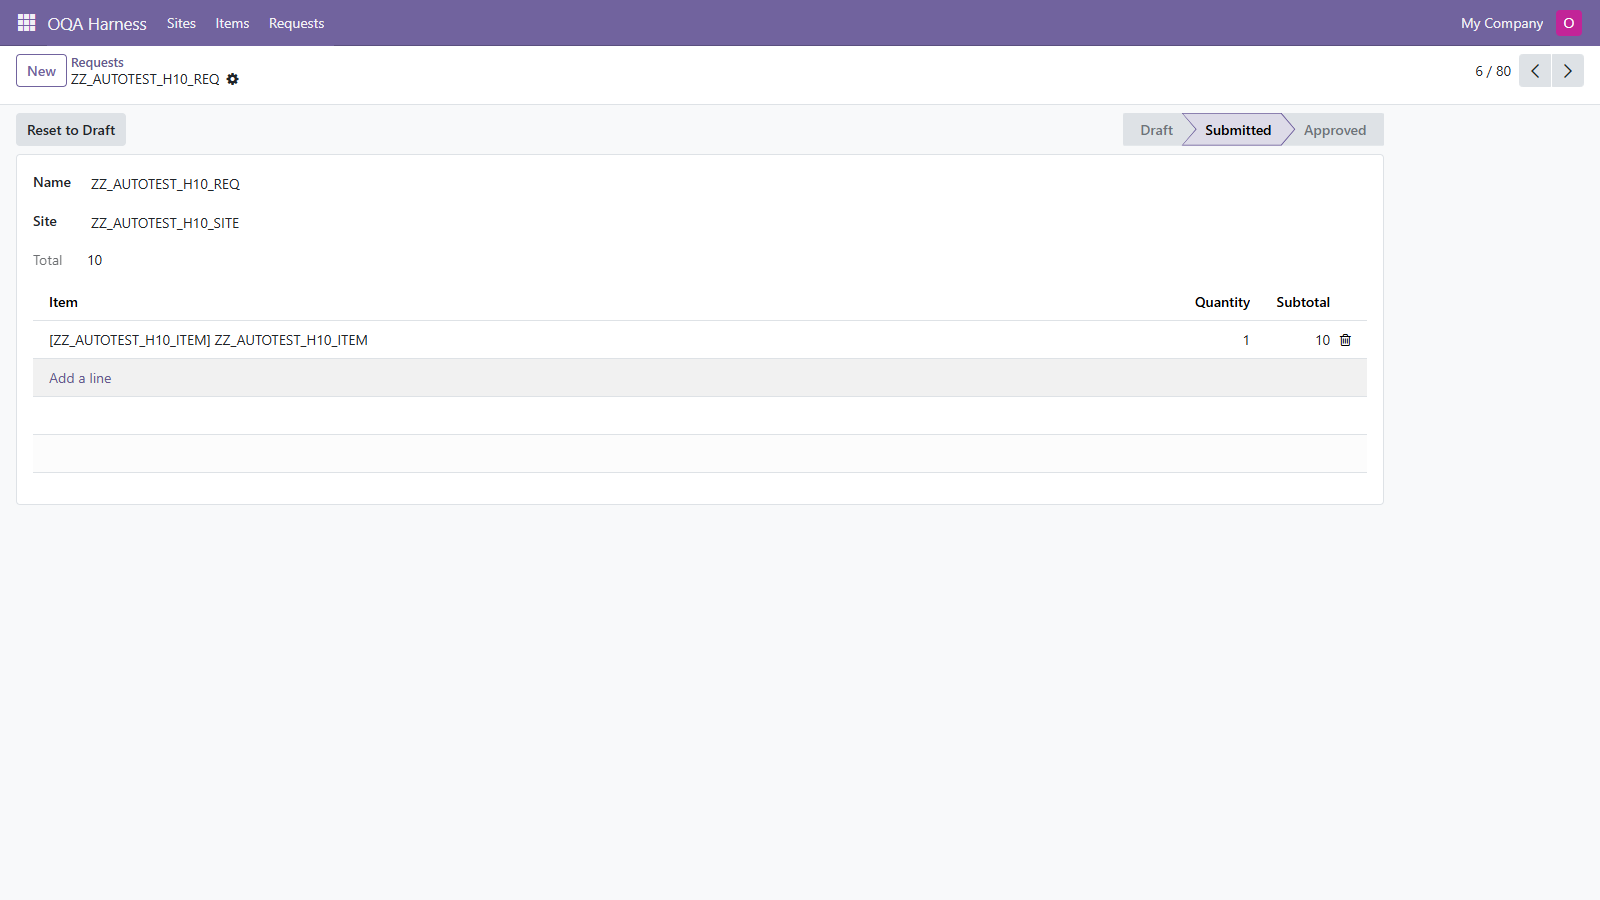 OQA Harness Sites Items Requests My Company O
New Requests 6 / 80
ZZ_AUTOTEST_H10_REQ
Reset to Draft Draft Submitted Approved
Name ZZ_AUTOTEST_H10_REQ
Site ZZ_AUTOTEST_H10_SITE
Total 10
Item Quantity Subtotal
[ZZ_AUTOTEST_H10_ITEM] ZZ_AUTOTEST_H10_ITEM 1 10
Add a line